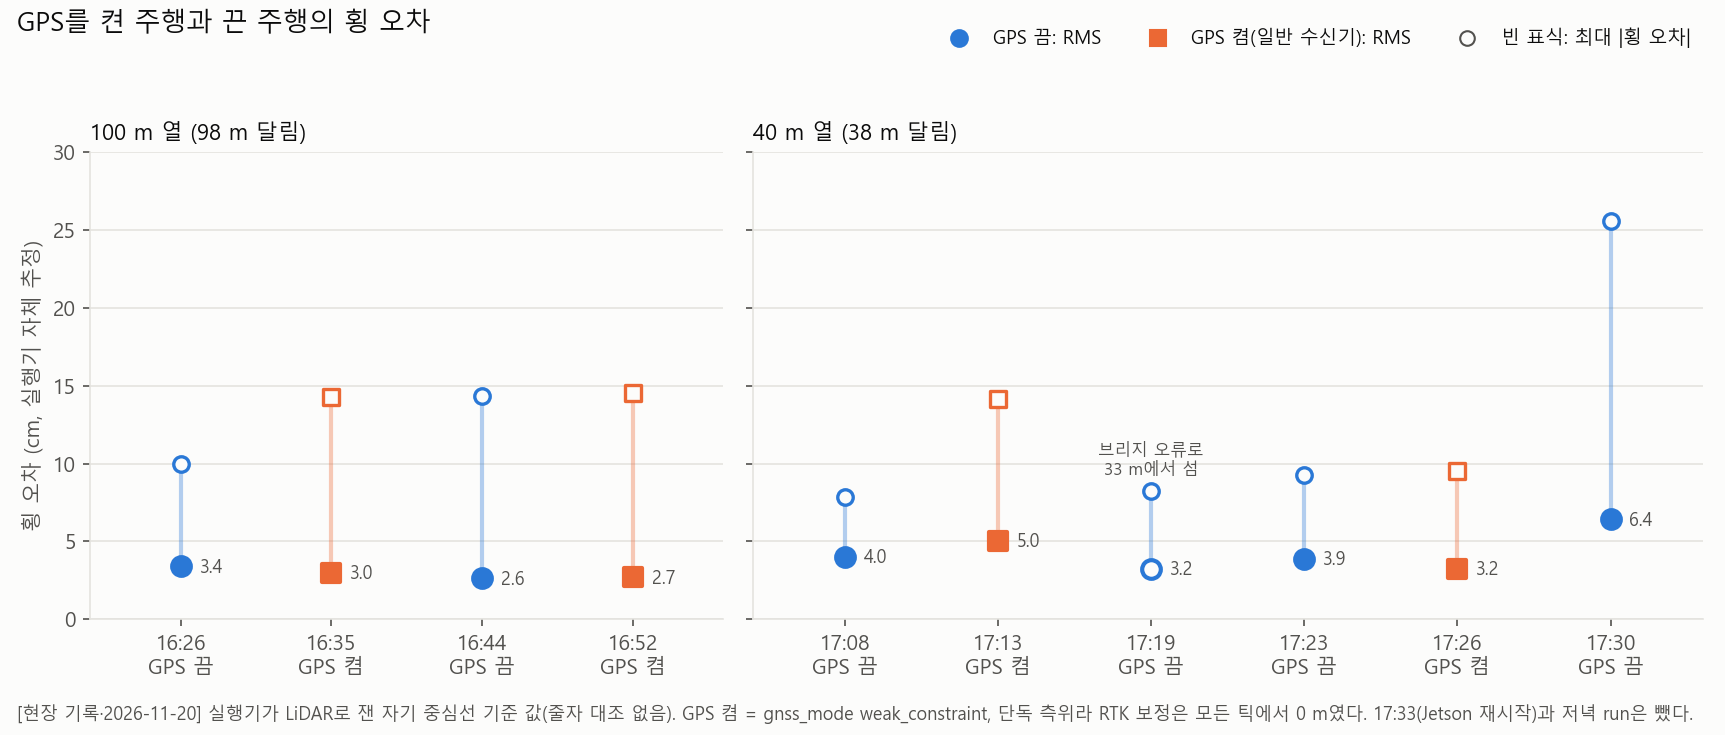 GPS를 켠 주행과 끈 주행의 횡 오차
GPS 끔: RMS
GPS 켬(일반 수신기): RMS
빈 표식: 최대 |횡 오차|
100 m 열 (98 m 달림)
40 m 열 (38 m 달림)
횡 오차 (cm, 실행기 자체 추정)
30
25
20
15
10
5
0
3.4
3.0
2.6
2.7
4.0
5.0
브리지 오류로
33 m에서 섬
3.2
3.9
3.2
6.4
16:26
GPS 끔
16:35
GPS 켬
16:44
GPS 끔
16:52
GPS 켬
17:08
GPS 끔
17:13
GPS 켬
17:19
GPS 끔
17:23
GPS 끔
17:26
GPS 켬
17:30
GPS 끔
[현장 기록·2026-11-20] 실행기가 LiDAR로 잰 자기 중심선 기준 값(줄자 대조 없음). GPS 켬 = gnss_mode weak_constraint, 단독 측위라 RTK 보정은 모든 틱에서 0 m였다. 17:33(Jetson 재시작)과 저녁 run은 뺐다.